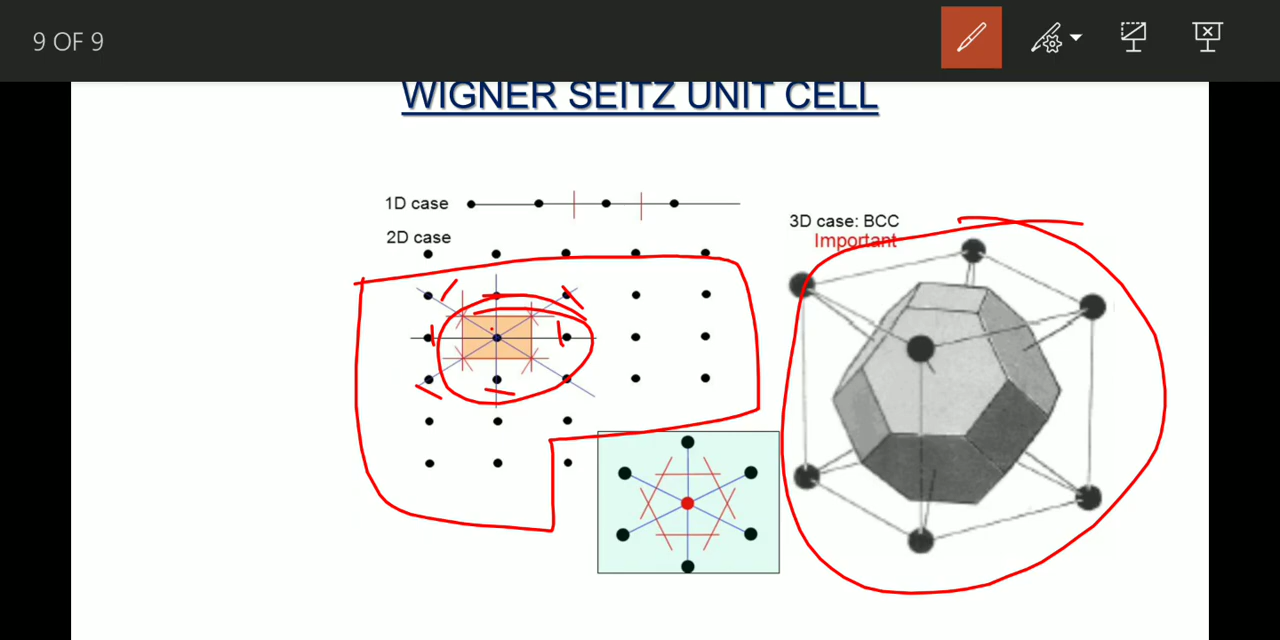 9 OF 9
WIGNER SEITZ UNIT CELL
1D case
2D case
3D case: BCC
Important